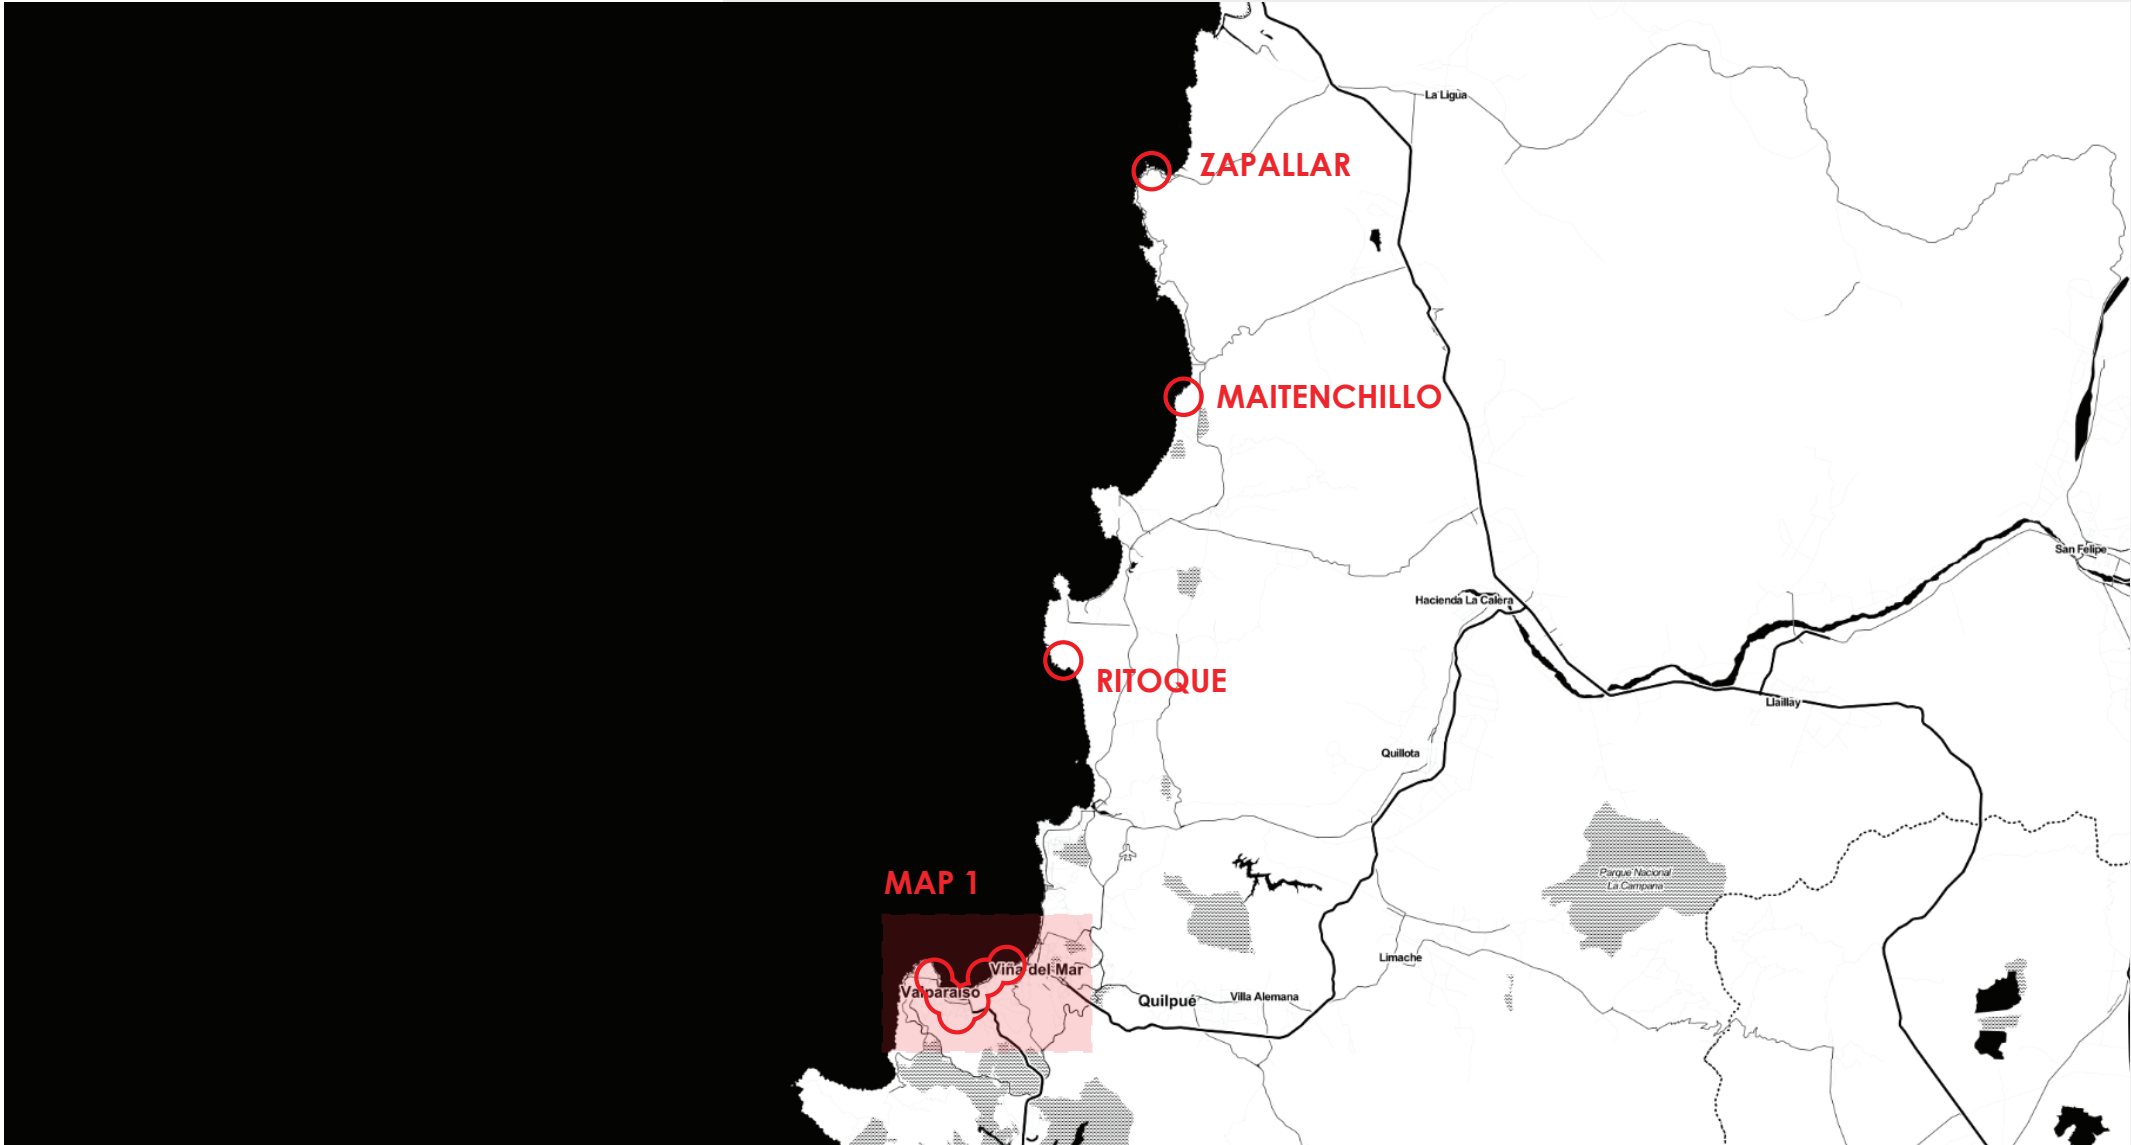 La Ligua
ZAPALLAR
MAITENCHILLO
San Felipe
Hacienda La Calera
RITOQUE
Llaillay
Quillota
MAP 1
Parque Nacional
La Campana
Limache
Viña del Mar
Valparaíso
Quilpué
Villa Alemana